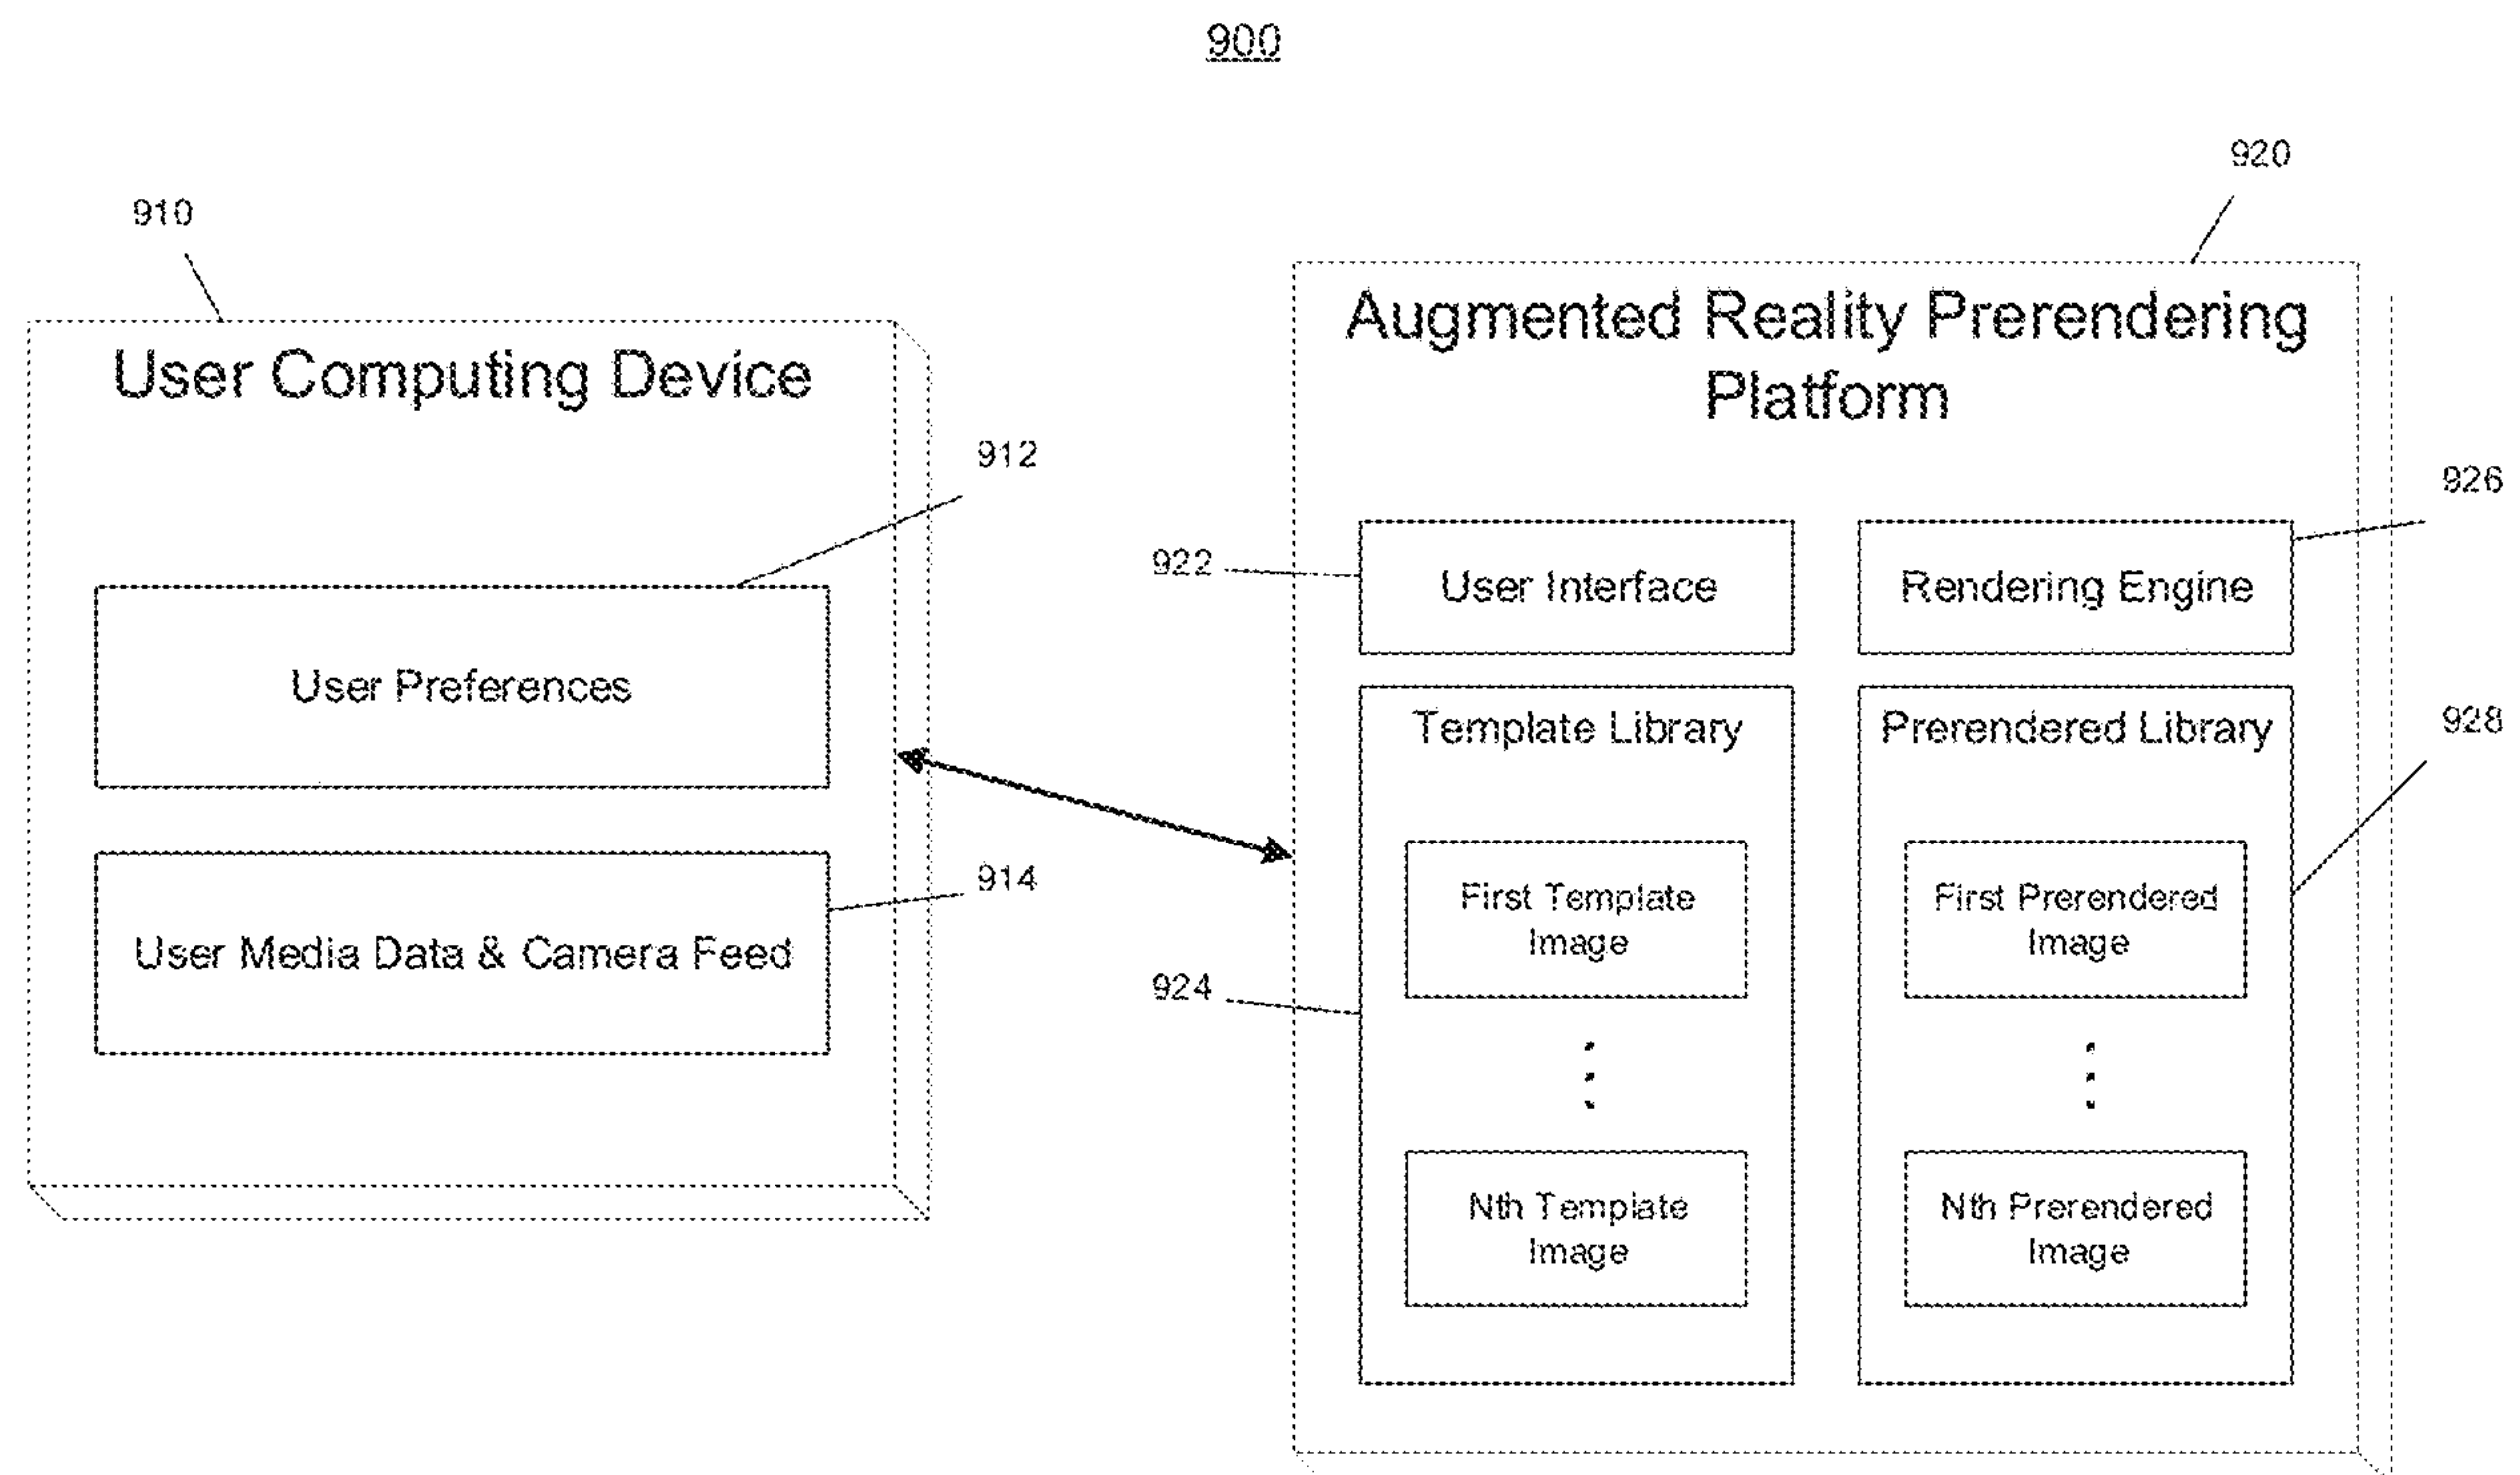 900
910
User Computing Device
912
User Preferences
914
User Media Data & Camera Feed
920
Augmented Reality Prerendering
Platform
922
User Interface
926
Rendering Engine
924
Template Library
First Template
Image
Nth Template
Image
928
Prerendered Library
First Prerendered
Image
Nth Prerendered
Image